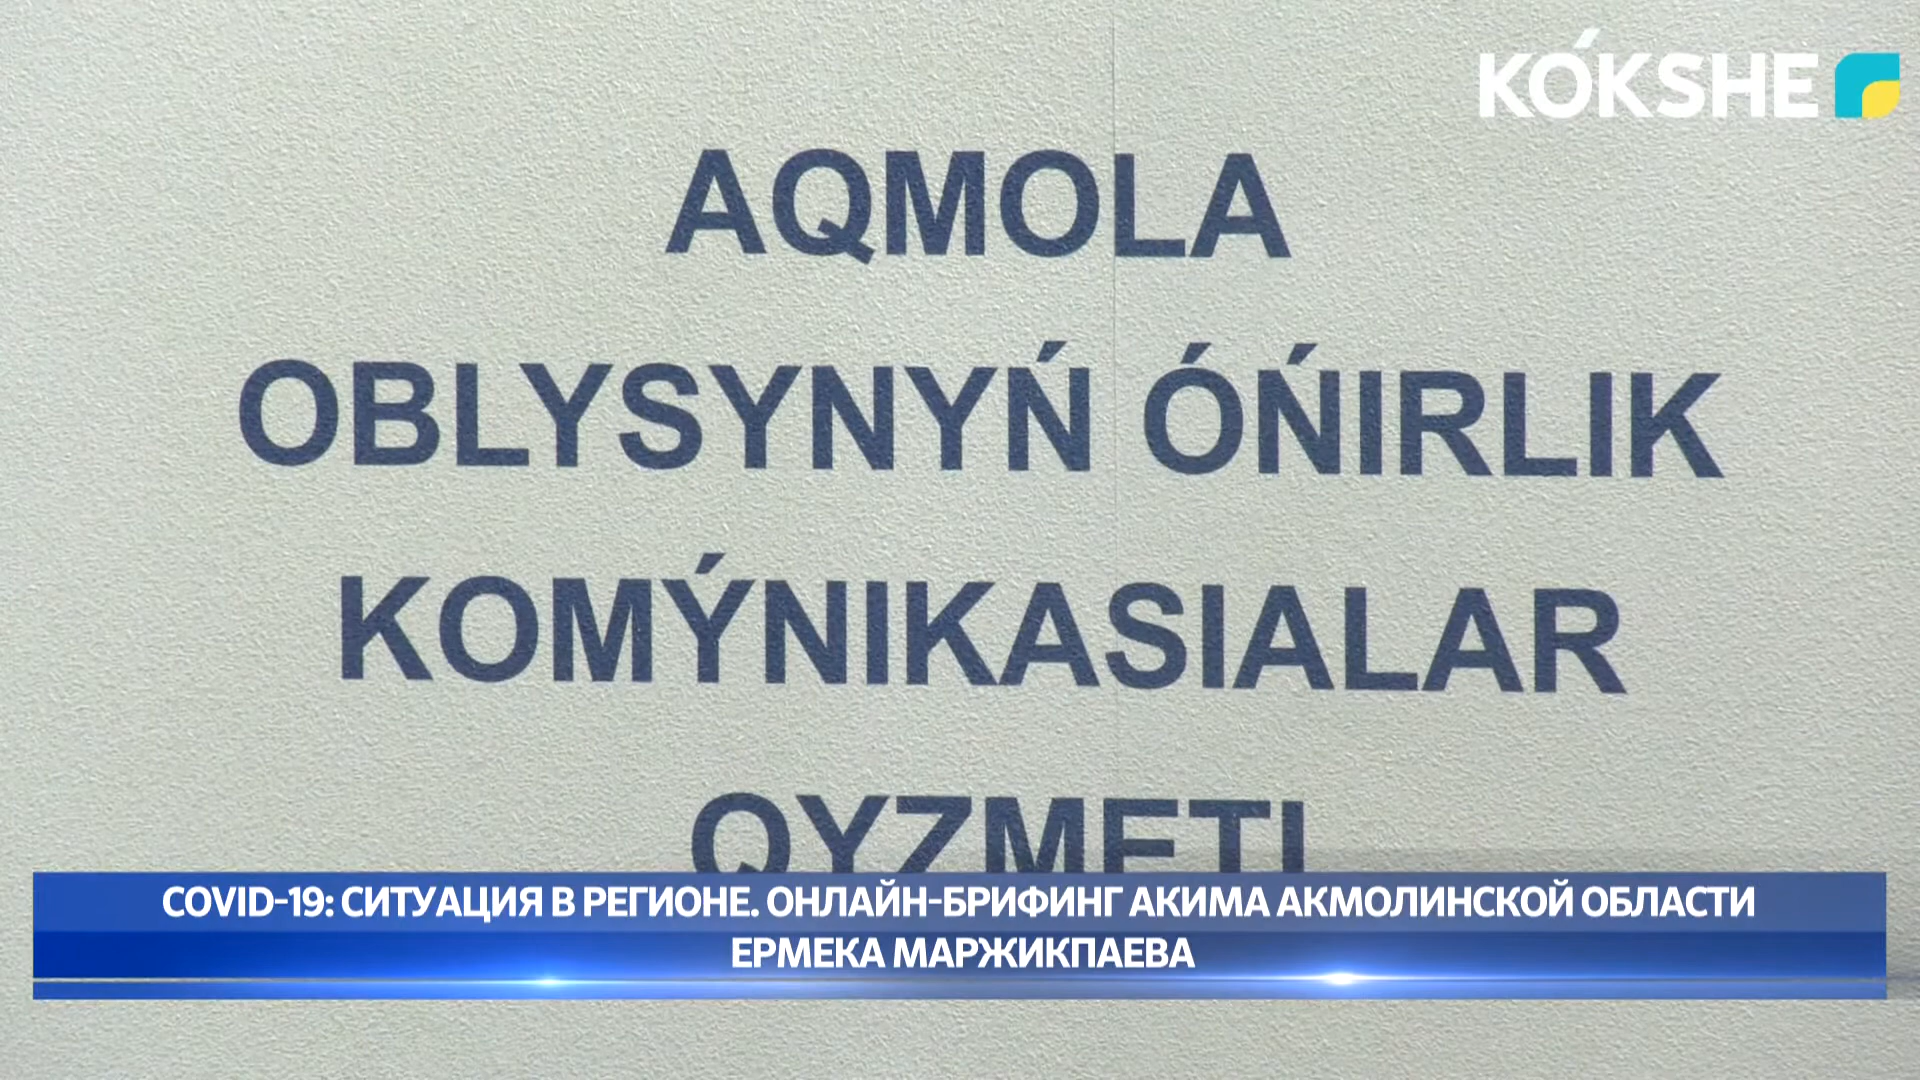 KÓKSHE
AQMOLA
OBLYSYNYŃ ÓŃIRLIK
KOMÝNIKASIALAR
QYZMETI
COVID-19: СИТУАЦИЯ В РЕГИОНЕ. ОНЛАЙН-БРИФИНГ АКИМА АКМОЛИНСКОЙ ОБЛАСТИ
ЕРМЕКА МАРЖИКПАЕВА